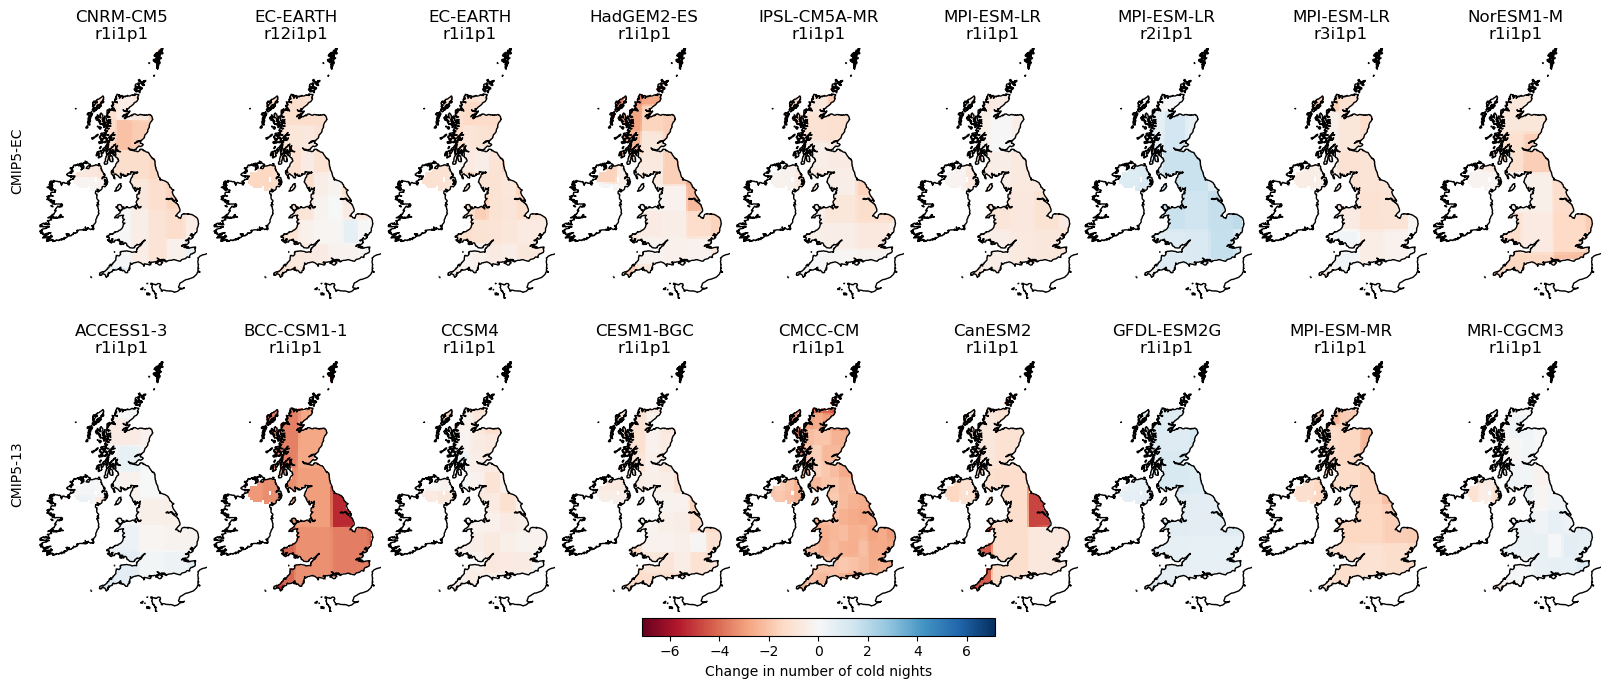 CNRM-CM5
r1i1p1
EC-EARTH
r12i1p1
EC-EARTH
r1i1p1
HadGEM2-ES
r1i1p1
IPSL-CM5A-MR
r1i1p1
MPI-ESM-LR
r1i1p1
MPI-ESM-LR
r2i1p1
MPI-ESM-LR
r3i1p1
NorESM1-M
r1i1p1
CMIP5-EC
ACCESS1-3
r1i1p1
BCC-CSM1-1
r1i1p1
CCSM4
r1i1p1
CESM1-BGC
r1i1p1
CMCC-CM
r1i1p1
CanESM2
r1i1p1
GFDL-ESM2G
r1i1p1
MPI-ESM-MR
r1i1p1
MRI-CGCM3
r1i1p1
CMIP5-13
−6 −4 −2 0 2 4 6
Change in number of cold nights